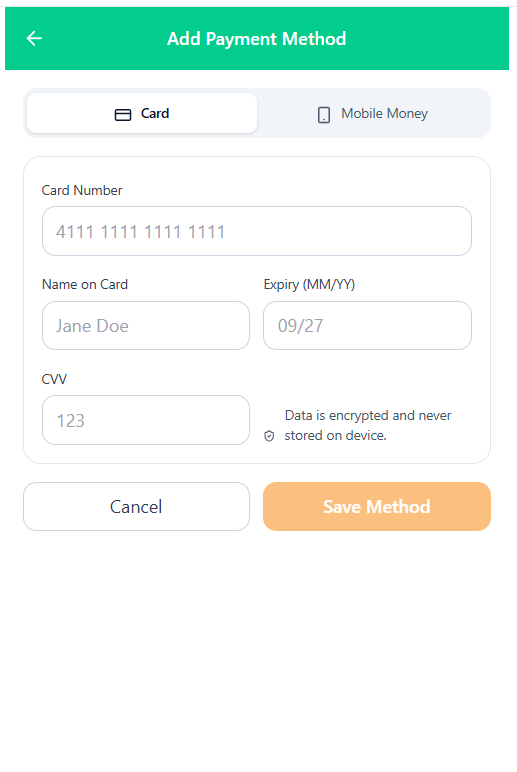 Add Payment Method
Card
Mobile Money
Card Number
4111 1111 1111 1111
Name on Card
Expiry (MM/YY)
Jane Doe
09/27
CVV
123
Data is encrypted and never
stored on device.
Cancel
Save Method